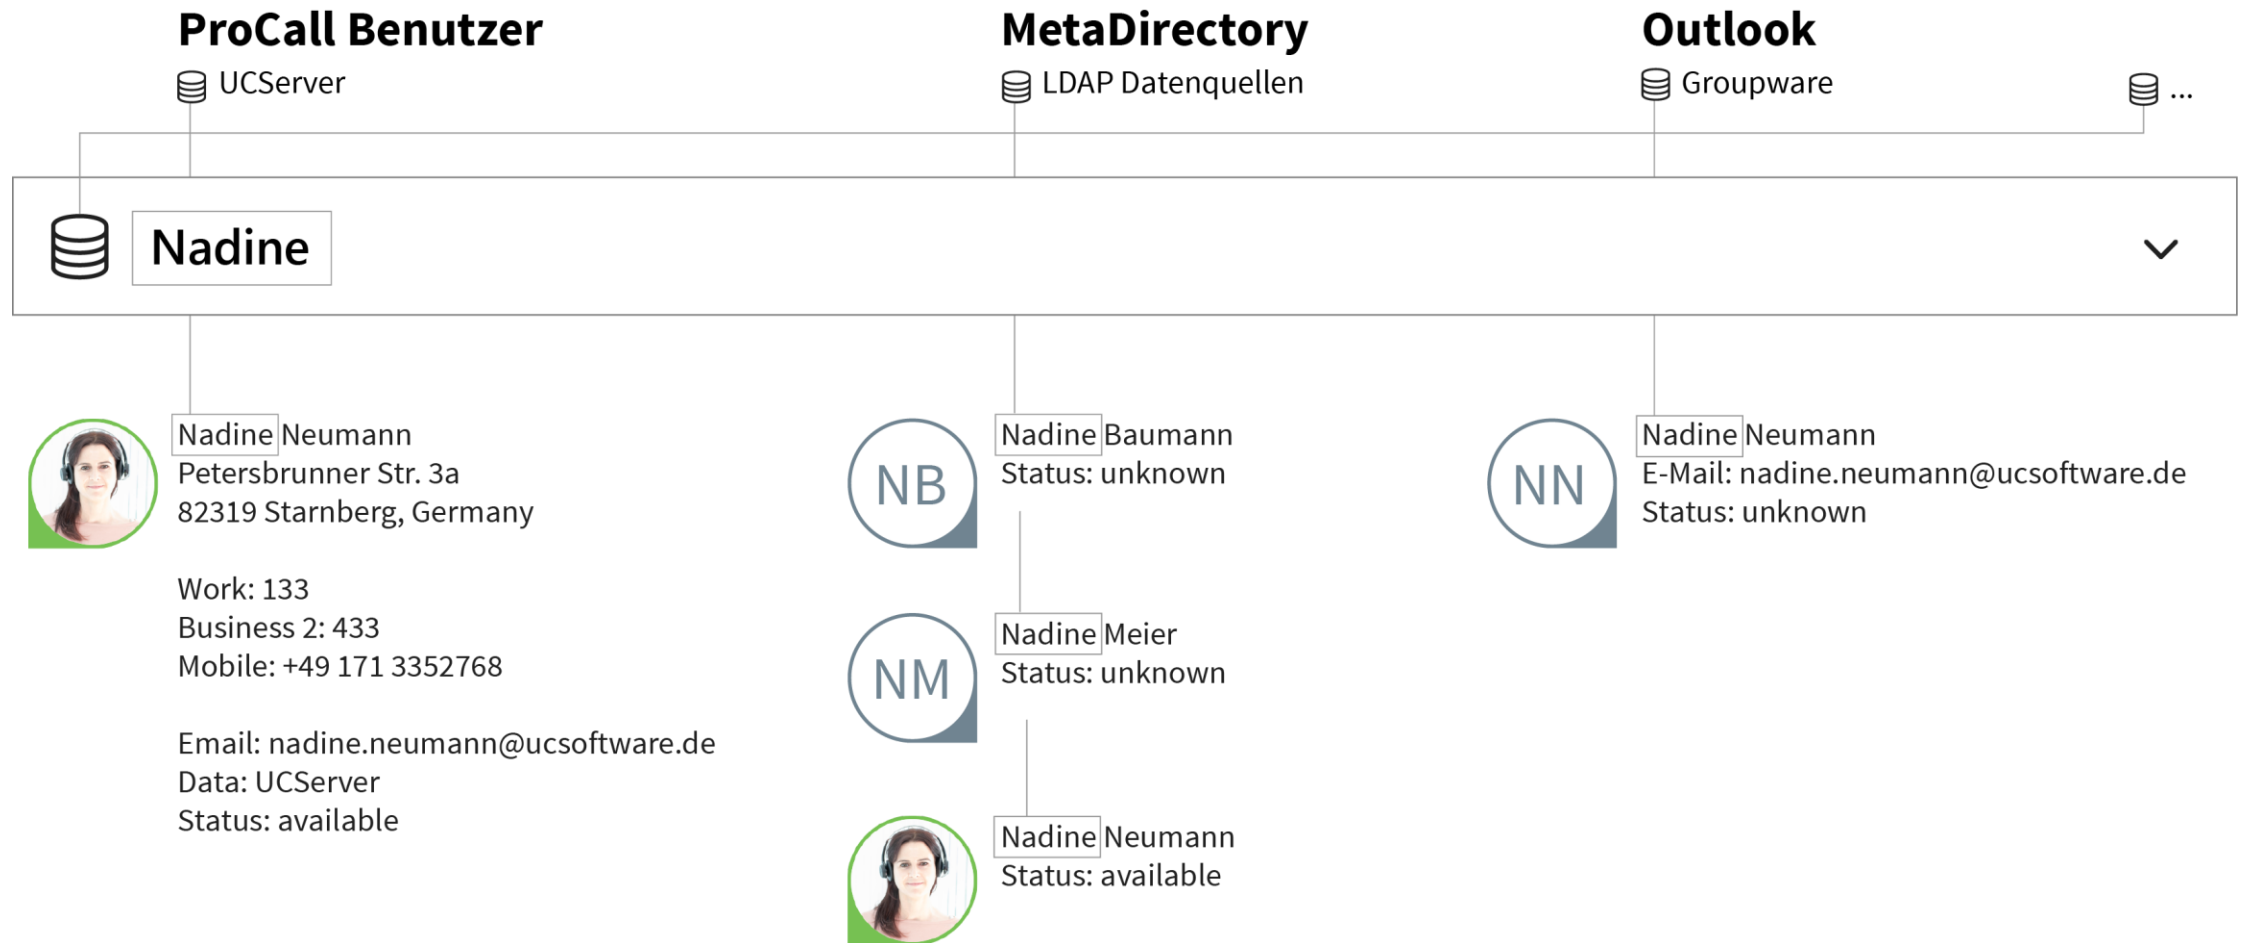 ProCall Benutzer
UCServer
MetaDirectory
LDAP Datenquellen
Outlook
Groupware
...
Nadine
Nadine Neumann
Petersbrunner Str. 3a
82319 Starnberg, Germany
Work: 133
Business 2: 433
Mobile: +49 171 3352768
Email: nadine.neumann@ucsoftware.de
Data: UCServer
Status: available
NB
Nadine Baumann
Status: unknown
NM
Nadine Meier
Status: unknown
Nadine Neumann
Status: available
NN
Nadine Neumann
E-Mail: nadine.neumann@ucsoftware.de
Status: unknown